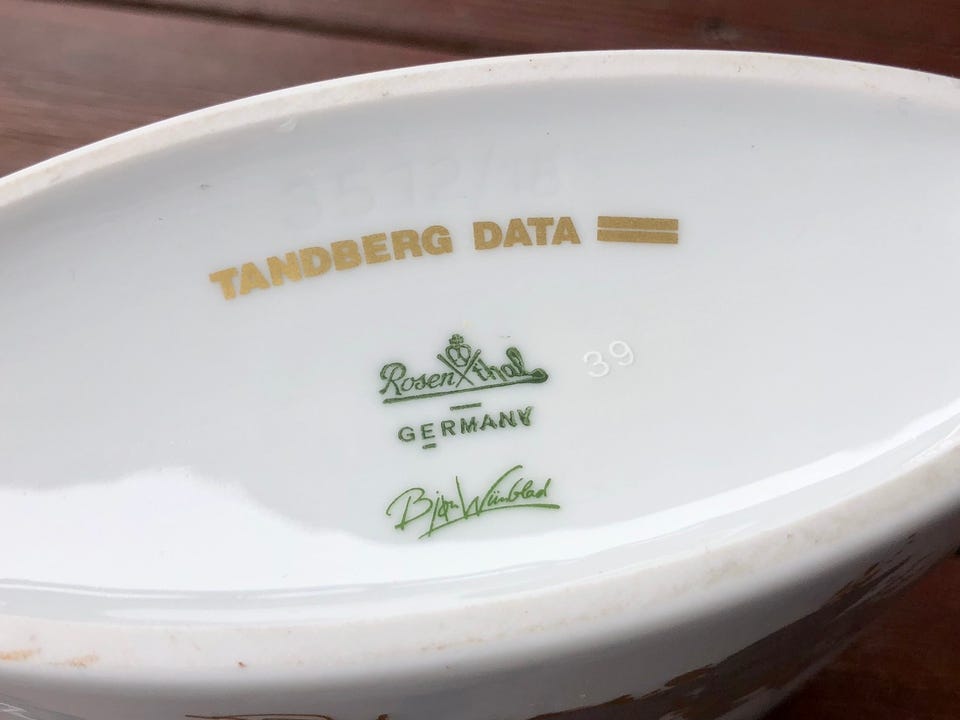 TANDBERG DATA
Rosenthal
39
GERMANY
Bjørn Wiinblad